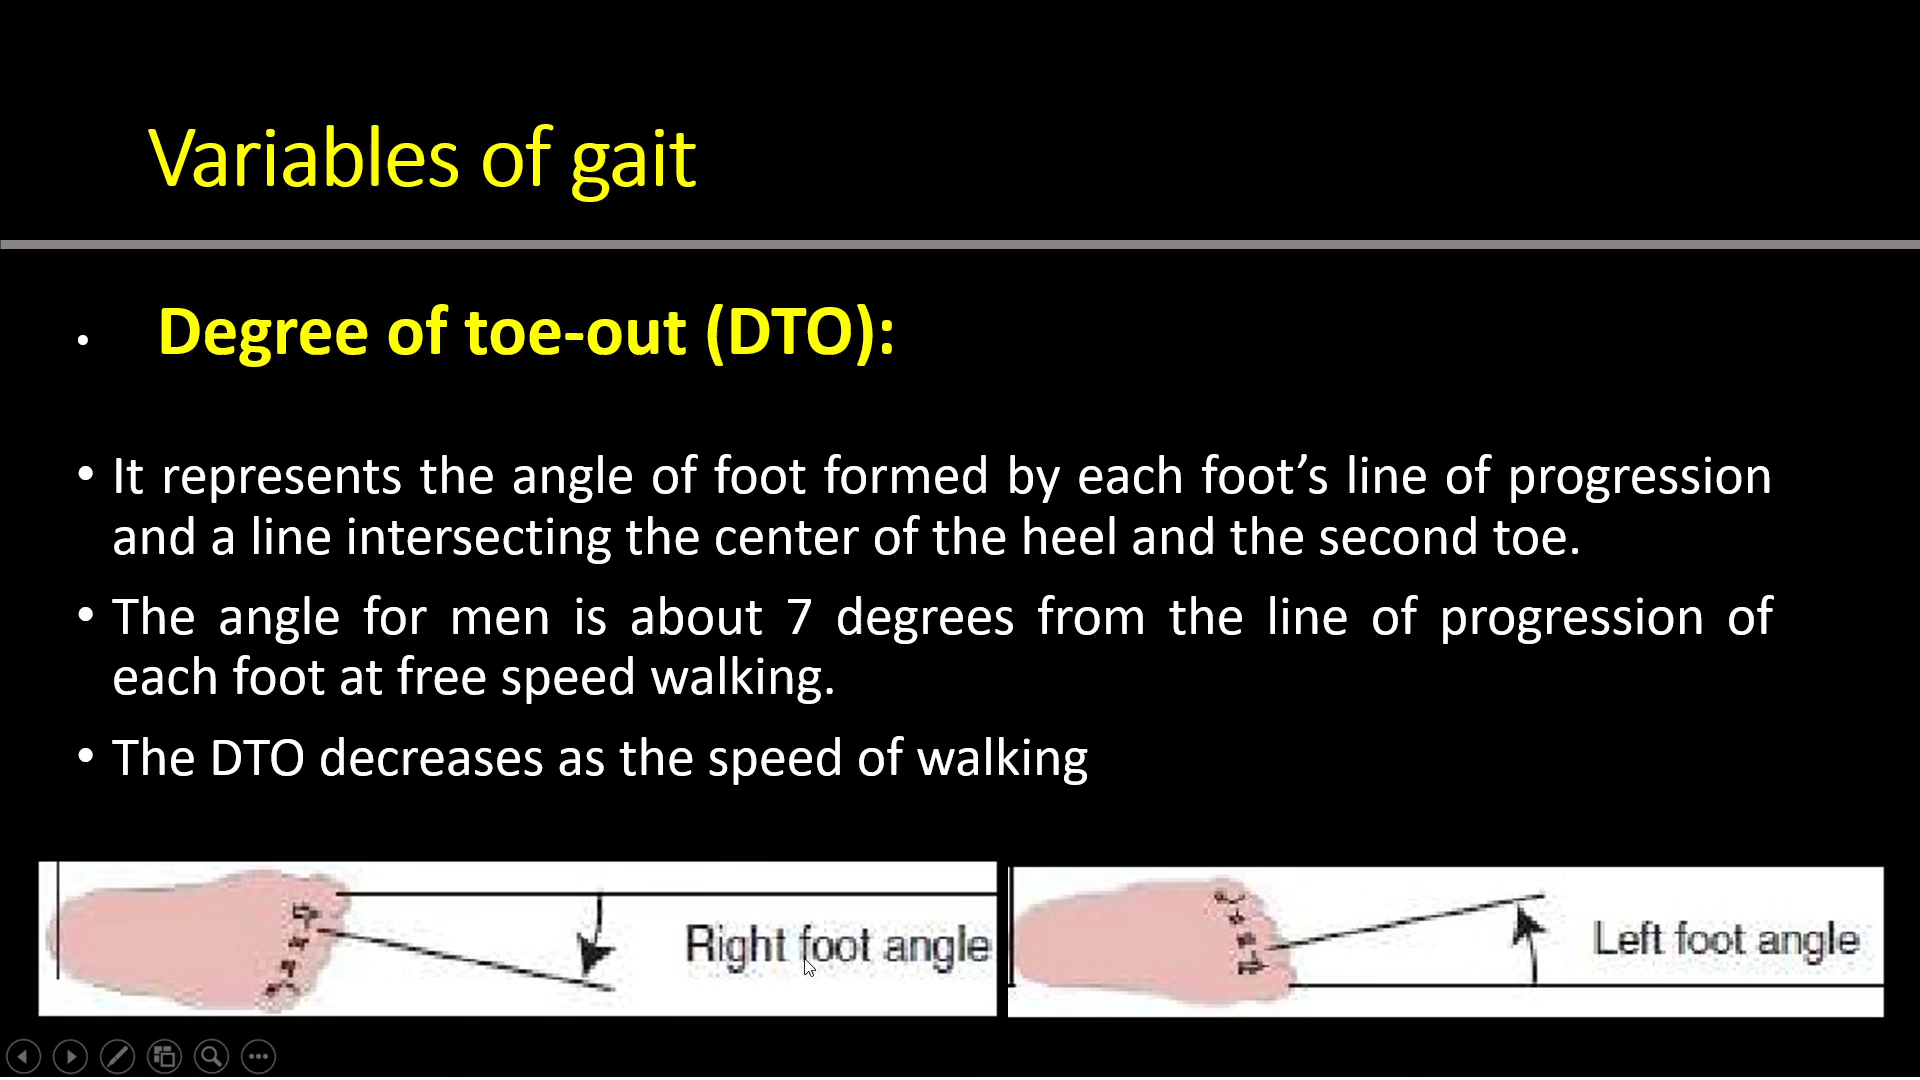 Variables of gait
• Degree of toe-out (DTO):
• It represents the angle of foot formed by each foot’s line of progression
and a line intersecting the center of the heel and the second toe.
• The angle for men is about 7 degrees from the line of progression of
each foot at free speed walking.
• The DTO decreases as the speed of walking
Right foot angle
Left foot angle